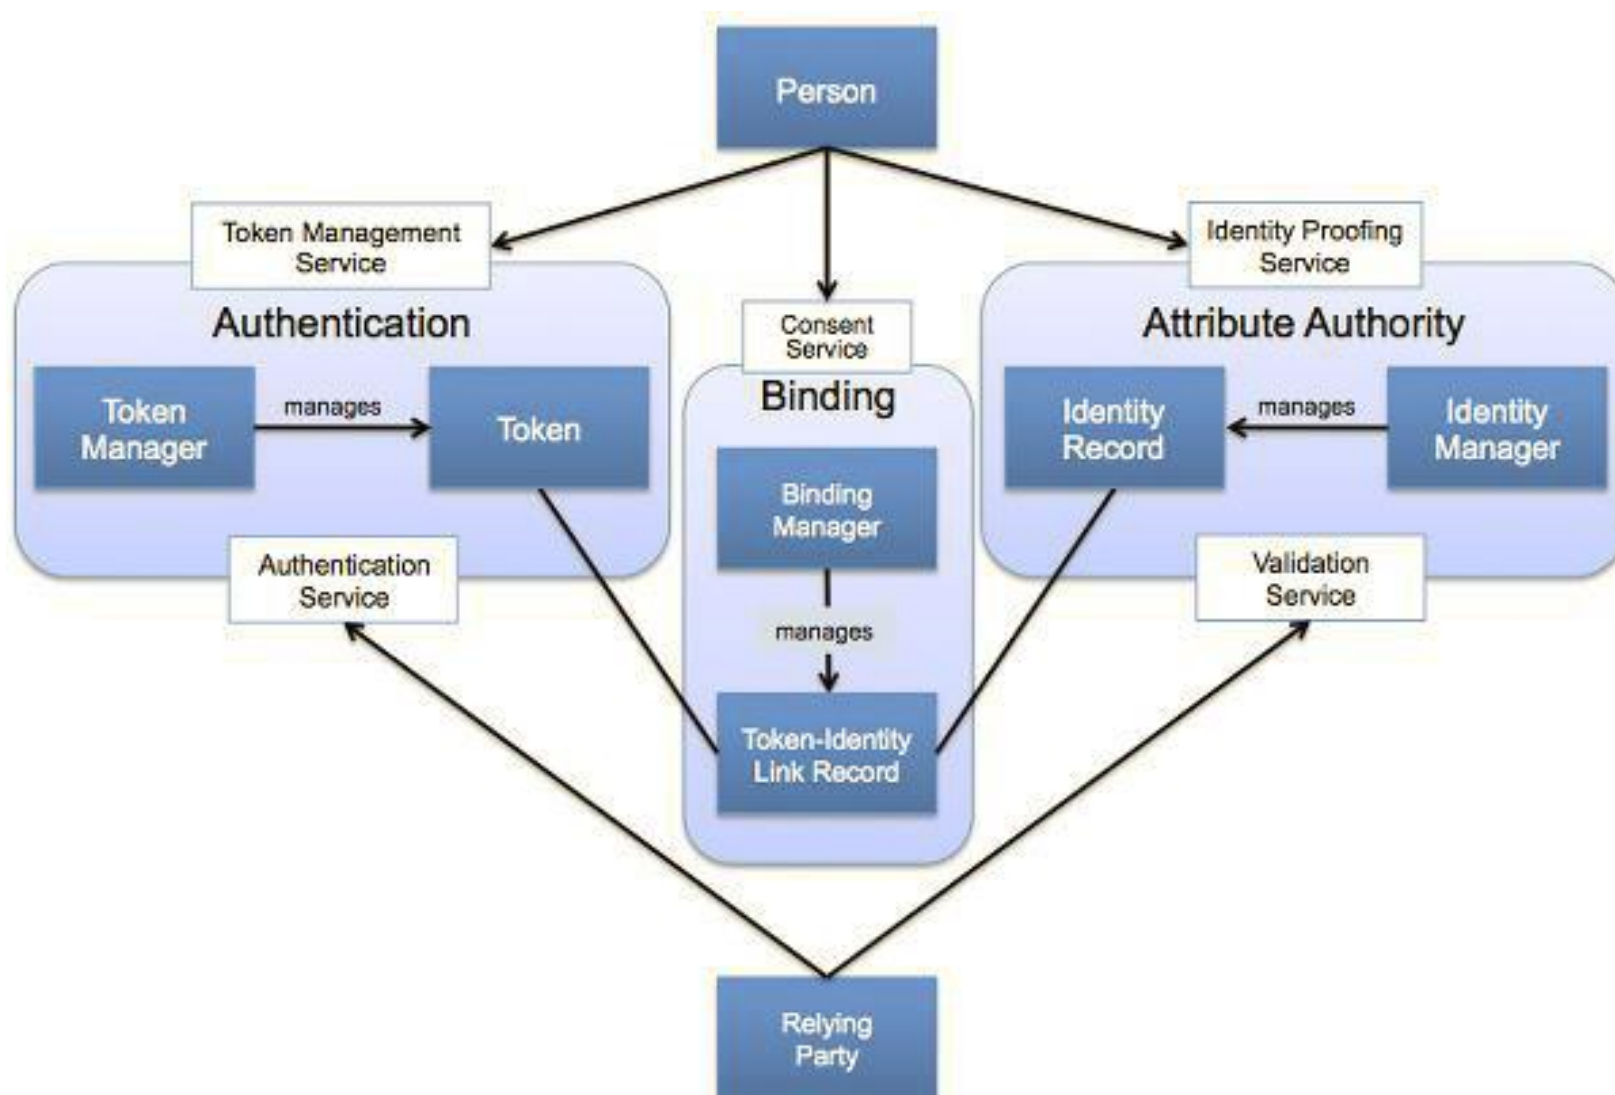 Person
Token Management
Service
Identity Proofing
Service
Authentication
Consent
Service
Attribute Authority
Token
Manager
manages
Token
Binding
Identity
Record
manages
Identity
Manager
Binding
Manager
Authentication
Service
Validation
Service
manages
Token-Identity
Link Record
Relying
Party